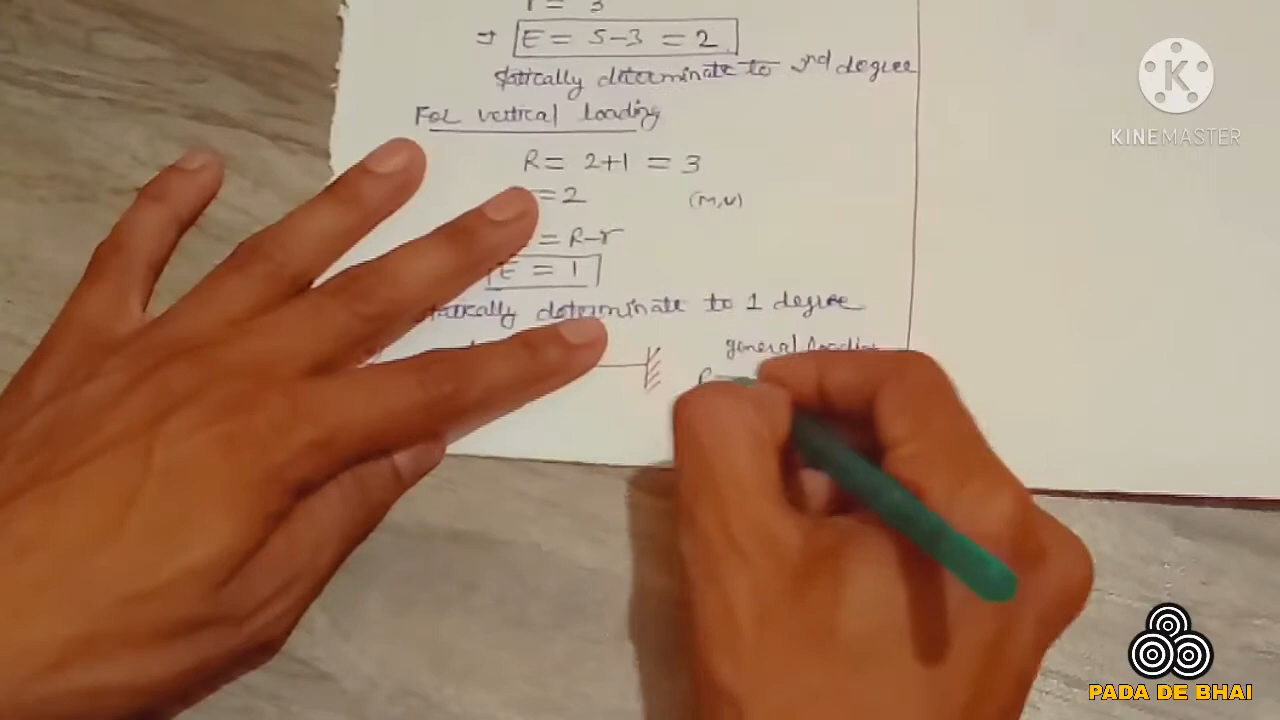 r = 3
⇒ E = 5-3 = 2
statically determinate to 2nd degree
For vertical loading
R = 2+1 = 3
= 2 (M,V)
= R-r
E = 1
statically determinate to 1 degree
general loading
R
KINEMASTER
PADA DE BHAI